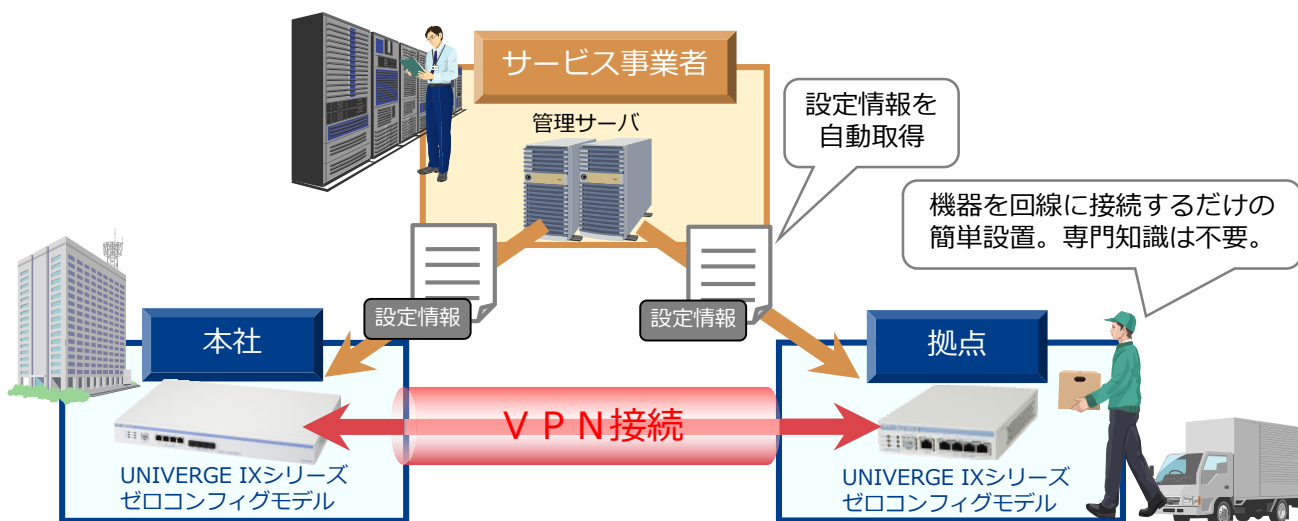 サービス事業者
管理サーバ
設定情報を
自動取得
機器を回線に接続するだけの
簡単設置。専門知識は不要。
設定情報
設定情報
本社
拠点
ＶＰＮ接続
UNIVERGE IXシリーズ
ゼロコンフィグモデル
UNIVERGE IXシリーズ
ゼロコンフィグモデル